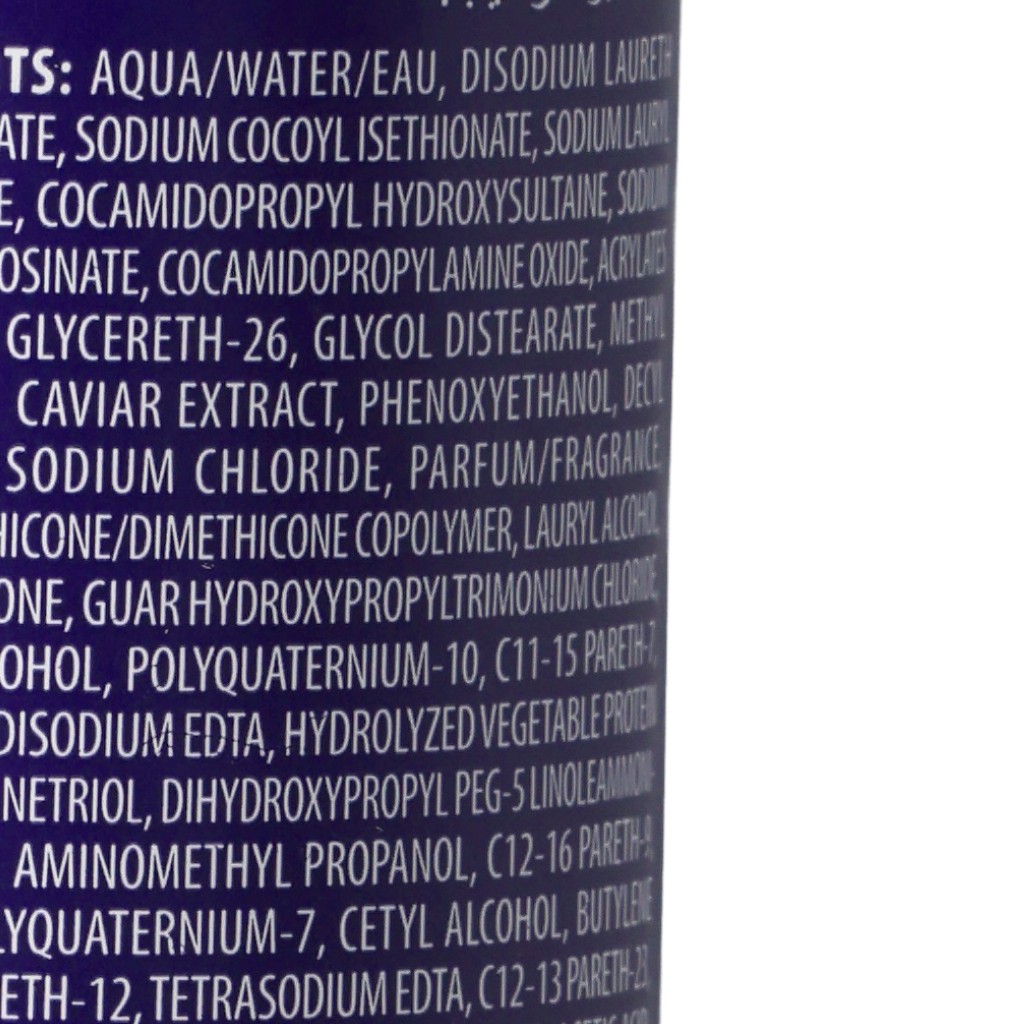 TS: AQUA/WATER/EAU, DISODIUM LAURETH
ATE, SODIUM COCOYL ISETHIONATE, SODIUM LAURYL
E, COCAMIDOPROPYL HYDROXYSULTAINE, SODIUM
OSINATE, COCAMIDOPROPYLAMINE OXIDE, ACRYLATES
GLYCERETH-26, GLYCOL DISTEARATE, METHYL
CAVIAR EXTRACT, PHENOXYETHANOL, DECYL
SODIUM CHLORIDE, PARFUM/FRAGRANCE,
HICONE/DIMETHICONE COPOLYMER, LAURYL ALCOHOL,
ONE, GUAR HYDROXYPROPYLTRIMONIUM CHLORIDE,
OHOL, POLYQUATERNIUM-10, C11-15 PARETH-7,
DISODIUM EDTA, HYDROLYZED VEGETABLE PROTEIN
NETRIOL, DIHYDROXYPROPYL PEG-5 LINOLEAMMONI-
AMINOMETHYL PROPANOL, C12-16 PARETH-9,
LYQUATERNIUM-7, CETYL ALCOHOL, BUTYLENE
ETH-12, TETRASODIUM EDTA, C12-13 PARETH-23,
ACID